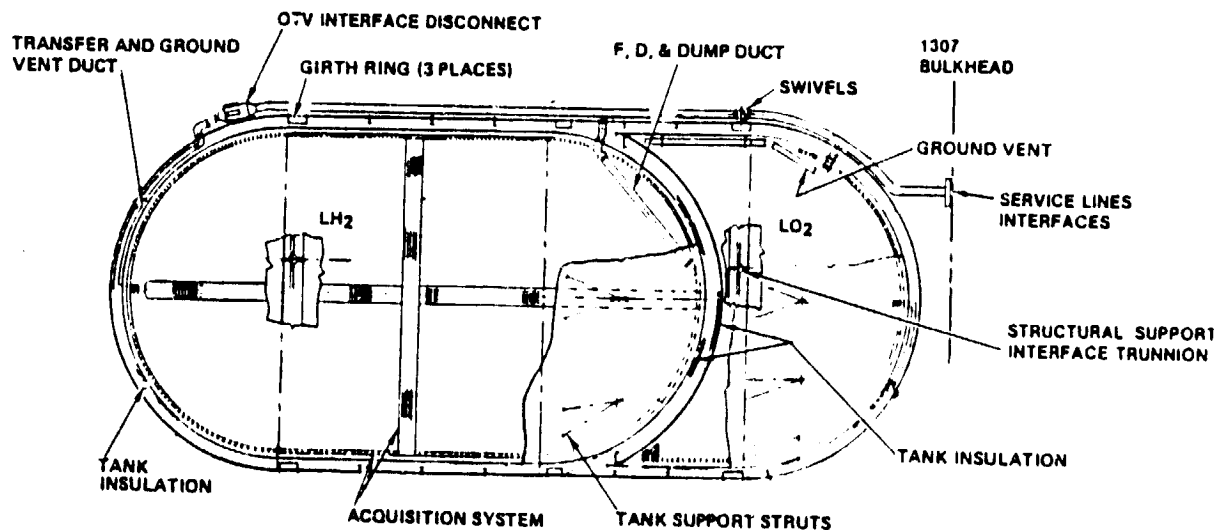 OTV INTERFACE DISCONNECT
TRANSFER AND GROUND
VENT DUCT
GIRTH RING (3 PLACES)
F, D, & DUMP DUCT
1307
BULKHEAD
SWIVELS
GROUND VENT
SERVICE LINES
INTERFACES
LH2
LO2
STRUCTURAL SUPPORT
INTERFACE TRUNNION
TANK
INSULATION
TANK INSULATION
ACQUISITION SYSTEM
TANK SUPPORT STRUTS